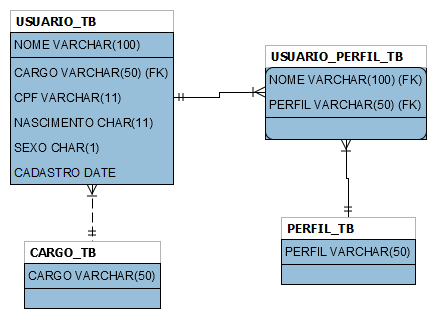 USUARIO_TB
NOME VARCHAR(100)
CARGO VARCHAR(50) (FK)
CPF VARCHAR(11)
NASCIMENTO CHAR(11)
SEXO CHAR(1)
CADASTRO DATE
USUARIO_PERFIL_TB
NOME VARCHAR(100) (FK)
PERFIL VARCHAR(50) (FK)
CARGO_TB
CARGO VARCHAR(50)
PERFIL_TB
PERFIL VARCHAR(50)